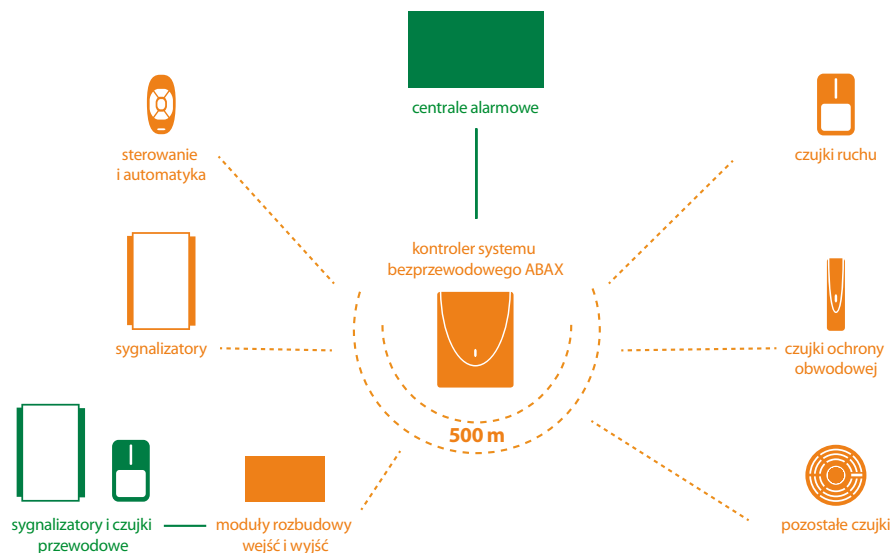 centrale alarmowe
sterowanie
i automatyka
czujki ruchu
kontroler systemu
bezprzewodowego ABAX
sygnalizatory
czujki ochrony
obwodowej
500 m
sygnalizatory i czujki
przewodowe
moduły rozbudowy
wejść i wyjść
pozostałe czujki